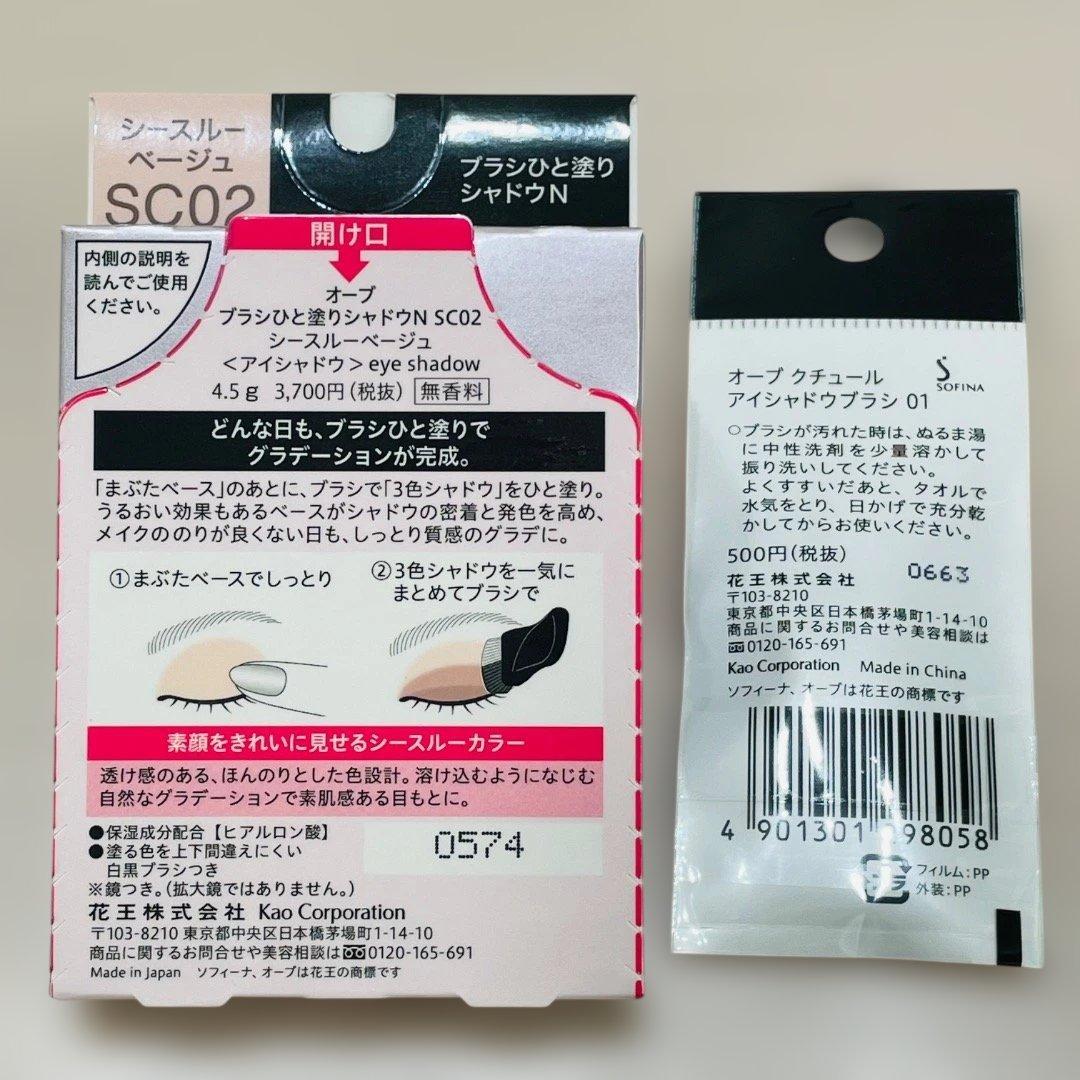 シースルー
ベージュ
SC02
ブラシひと塗り
シャドウN
内側の説明を
読んでご使用
ください。
開け口
オーブ
ブラシひと塗りシャドウN SC02
シースルーベージュ
＜アイシャドウ＞eye shadow
4.5g 3,700円(税抜) 無香料
どんな日も、ブラシひと塗りで
グラデーションが完成。
「まぶたベース」のあとに、ブラシで「3色シャドウ」をひと塗り。
うるおい効果もあるベースがシャドウの密着と発色を高め、
メイクののりが良くない日も、しっとり質感のグラデに。
①まぶたベースでしっとり
②3色シャドウを一気に
まとめてブラシで
素顔をきれいに見せるシースルーカラー
透け感のある、ほんのりとした色設計。溶け込むようになじむ
自然なグラデーションで素肌感ある目もとに。
●保湿成分配合【ヒアルロン酸】
●塗る色を上下間違えにくい
白黒ブラシつき
※鏡つき。(拡大鏡ではありません。)
0574
花王株式会社 Kao Corporation
〒103-8210 東京都中央区日本橋茅場町1-14-10
商品に関するお問合せや美容相談は 0120-165-691
Made in Japan ソフィーナ、オーブは花王の商標です
オーブ クチュール
アイシャドウブラシ 01
SOFINA
○ブラシが汚れた時は、ぬるま湯
に中性洗剤を少量溶かして
振り洗いしてください。
よくすすいだあと、タオルで
水気をとり、日かげで充分乾
かしてからお使いください。
500円(税抜)
花王株式会社
0663
〒103-8210
東京都中央区日本橋茅場町1-14-10
商品に関するお問合せや美容相談は
0120-165-691
Kao Corporation Made in China
ソフィーナ、オーブは花王の商標です
4 901301 298058
プラ
フィルム:PP
外装:PP